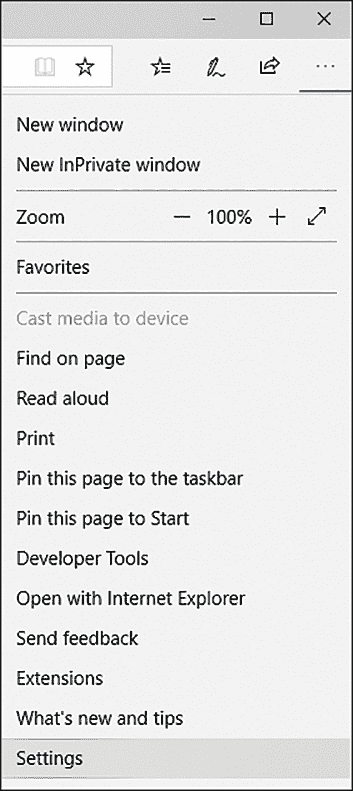 New window
New InPrivate window
Zoom — 100% +
Favorites
Cast media to device
Find on page
Read aloud
Print
Pin this page to the taskbar
Pin this page to Start
Developer Tools
Open with Internet Explorer
Send feedback
Extensions
What's new and tips
Settings